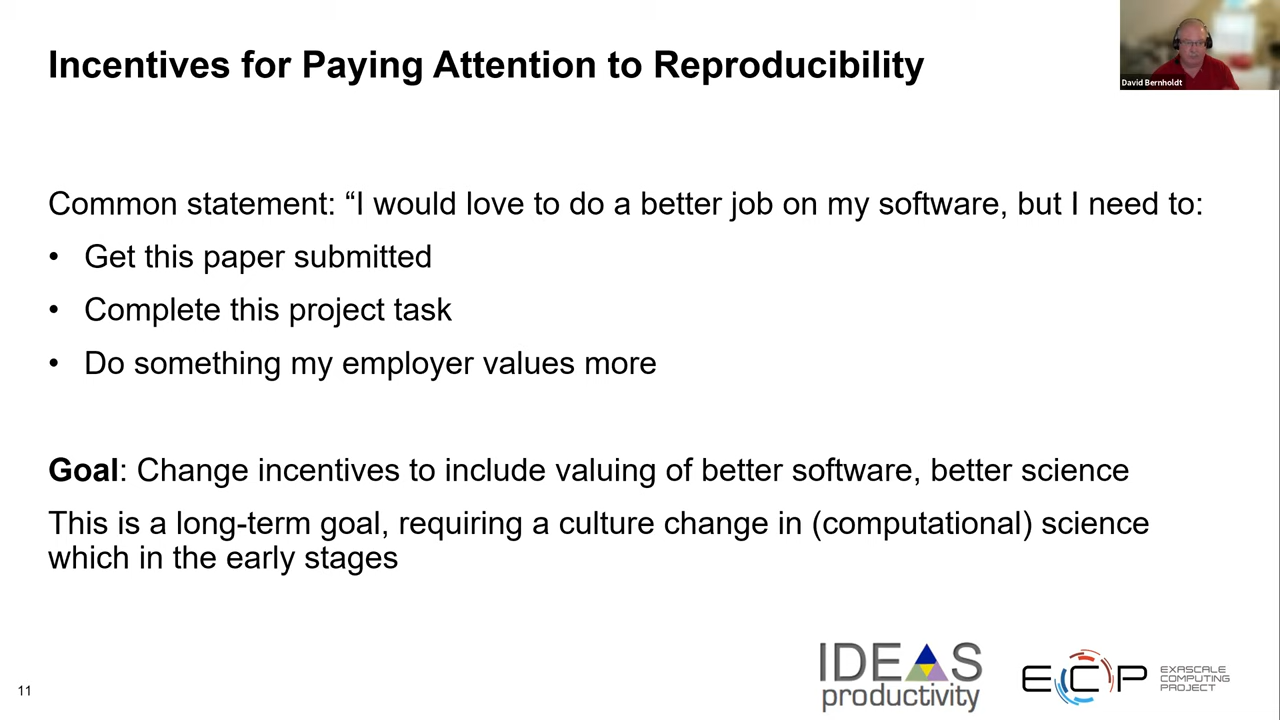 Incentives for Paying Attention to Reproducibility
David Bernholdt
Common statement: “I would love to do a better job on my software, but I need to:
• Get this paper submitted
• Complete this project task
• Do something my employer values more
Goal: Change incentives to include valuing of better software, better science
This is a long-term goal, requiring a culture change in (computational) science
which in the early stages
11
IDEAS
productivity
ECP
EXASCALE
COMPUTING
PROJECT